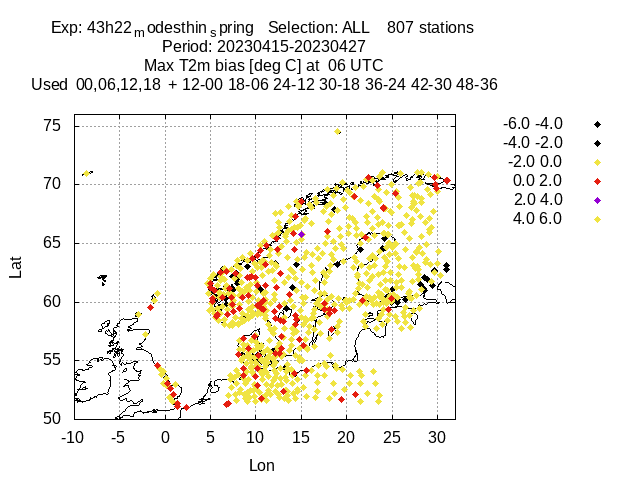 Exp: 43h22modesthinspring   Selection: ALL    807 stations
Period: 20230415-20230427
Max T2m bias [deg C] at  06 UTC
Used  00,06,12,18  + 12-00 18-06 24-12 30-18 36-24 42-30 48-36
-6.0 -4.0
-4.0 -2.0
-2.0 0.0
0.0 2.0
2.0 4.0
4.0 6.0
75
70
65
60
55
50
Lat
-10 -5 0 5 10 15 20 25 30
Lon